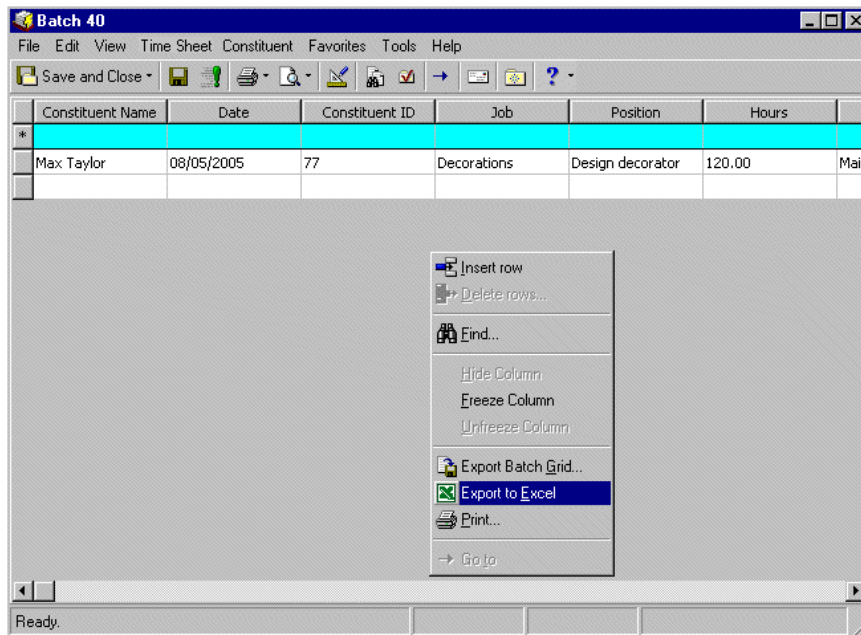 Batch 40
File Edit View Time Sheet Constituent Favorites Tools Help
Save and Close
Constituent Name Date Constituent ID Job Position Hours
*
Max Taylor 08/05/2005 77 Decorations Design decorator 120.00 Mai
Insert row
Delete rows...
Find...
Hide Column
Freeze Column
Unfreeze Column
Export Batch Grid...
Export to Excel
Print...
Go to
Ready.